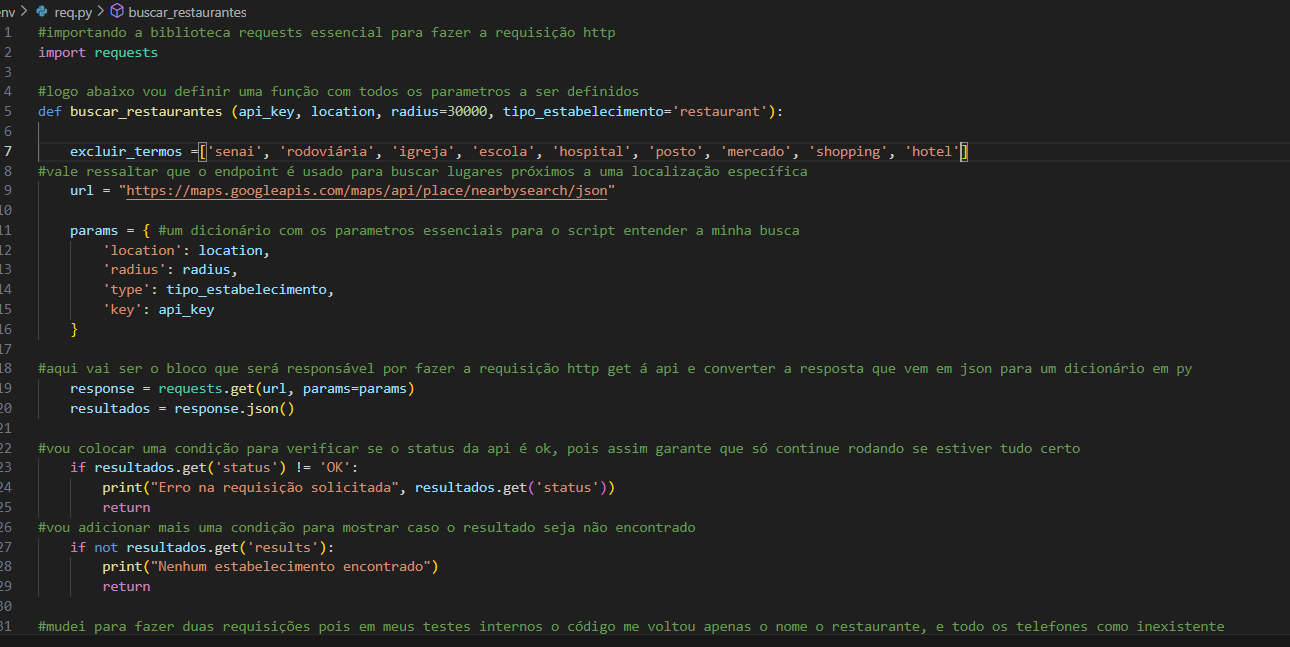 nv > req.py > buscar_restaurantes
1 #importando a biblioteca requests essencial para fazer a requisição http
2 import requests
3
4 #logo abaixo vou definir uma função com todos os parametros a ser definidos
5 def buscar_restaurantes (api_key, location, radius=30000, tipo_estabelecimento='restaurant'):
6
7 excluir_termos =['senai', 'rodoviária', 'igreja', 'escola', 'hospital', 'posto', 'mercado', 'shopping', 'hotel']
8 #vale ressaltar que o endpoint é usado para buscar lugares próximos a uma localização específica
9 url = "https://maps.googleapis.com/maps/api/place/nearbysearch/json"
10
11 params = { #um dicionário com os parametros essenciais para o script entender a minha busca
12 'location': location,
13 'radius': radius,
14 'type': tipo_estabelecimento,
15 'key': api_key
16 }
17
18 #aqui vai ser o bloco que será responsável por fazer a requisição http get á api e converter a resposta que vem em json para um dicionário em py
19 response = requests.get(url, params=params)
20 resultados = response.json()
21
22 #vou colocar uma condição para verificar se o status da api é ok, pois assim garante que só continue rodando se estiver tudo certo
23 if resultados.get('status') != 'OK':
24 print("Erro na requisição solicitada", resultados.get('status'))
25 return
26 #vou adicionar mais uma condição para mostrar caso o resultado seja não encontrado
27 if not resultados.get('results'):
28 print("Nenhum estabelecimento encontrado")
29 return
30
31 #mudei para fazer duas requisições pois em meus testes internos o código me voltou apenas o nome o restaurante, e todo os telefones como inexistente